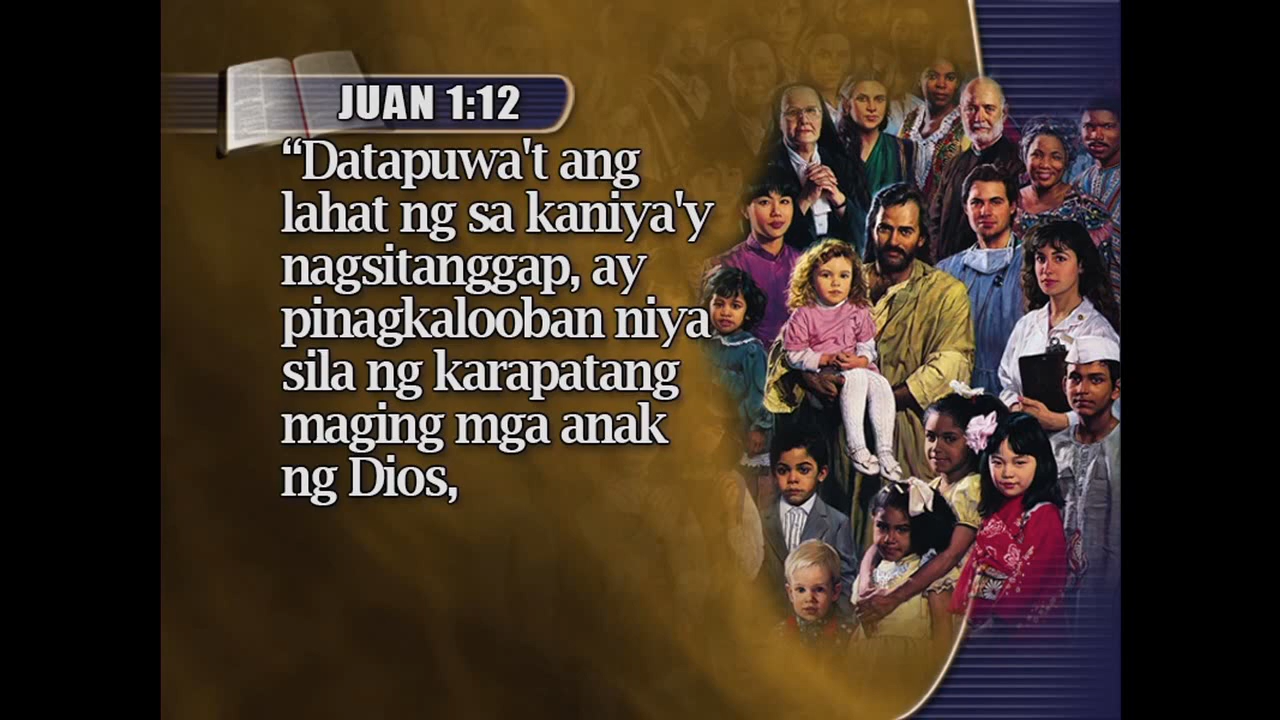 JUAN 1:12
“Datapuwa't ang
lahat ng sa kaniya'y
nagsitanggap, ay
pinagkalooban niya
sila ng karapatang
maging mga anak
ng Dios,